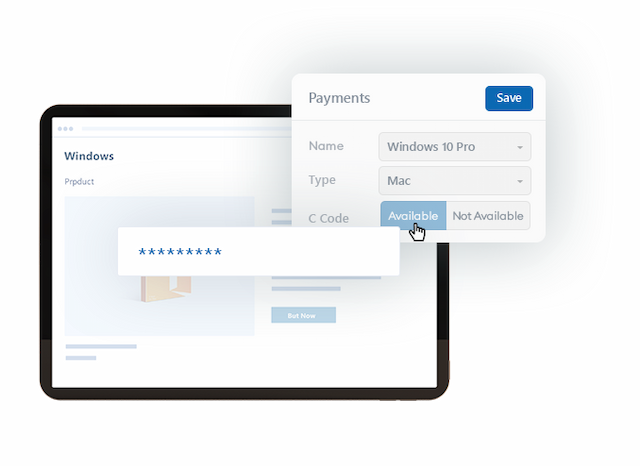 Payments
Save
Name
Windows 10 Pro
Type
Mac
C Code
Available
Not Available
Windows
Prpduct
*********
But Now